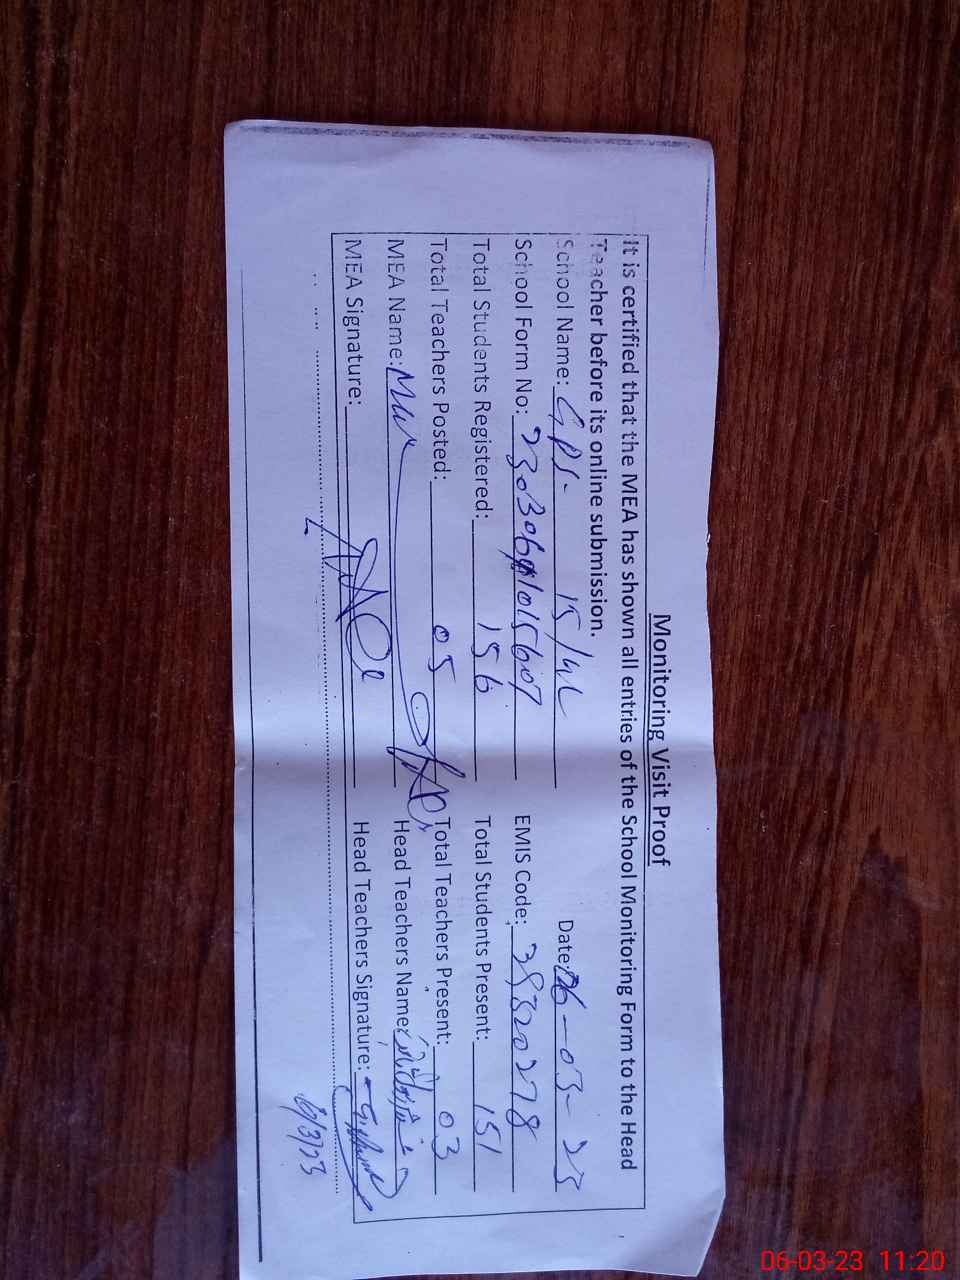 Monitoring Visit Proof
It is certified that the MEA has shown all entries of the School Monitoring Form to the Head
Teacher before its online submission.
Date: 06-03-23
School Name: GPS- 15/4L
School Form No: EMIS Code:
Total Students Registered: 156 Total Students Present: 151
Total Teachers Posted: 05 Total Teachers Present: 03
MEA Name: Head Teachers Name:
MEA Signature: Head Teachers Signature:
6/3/23
06-03-23 11:20